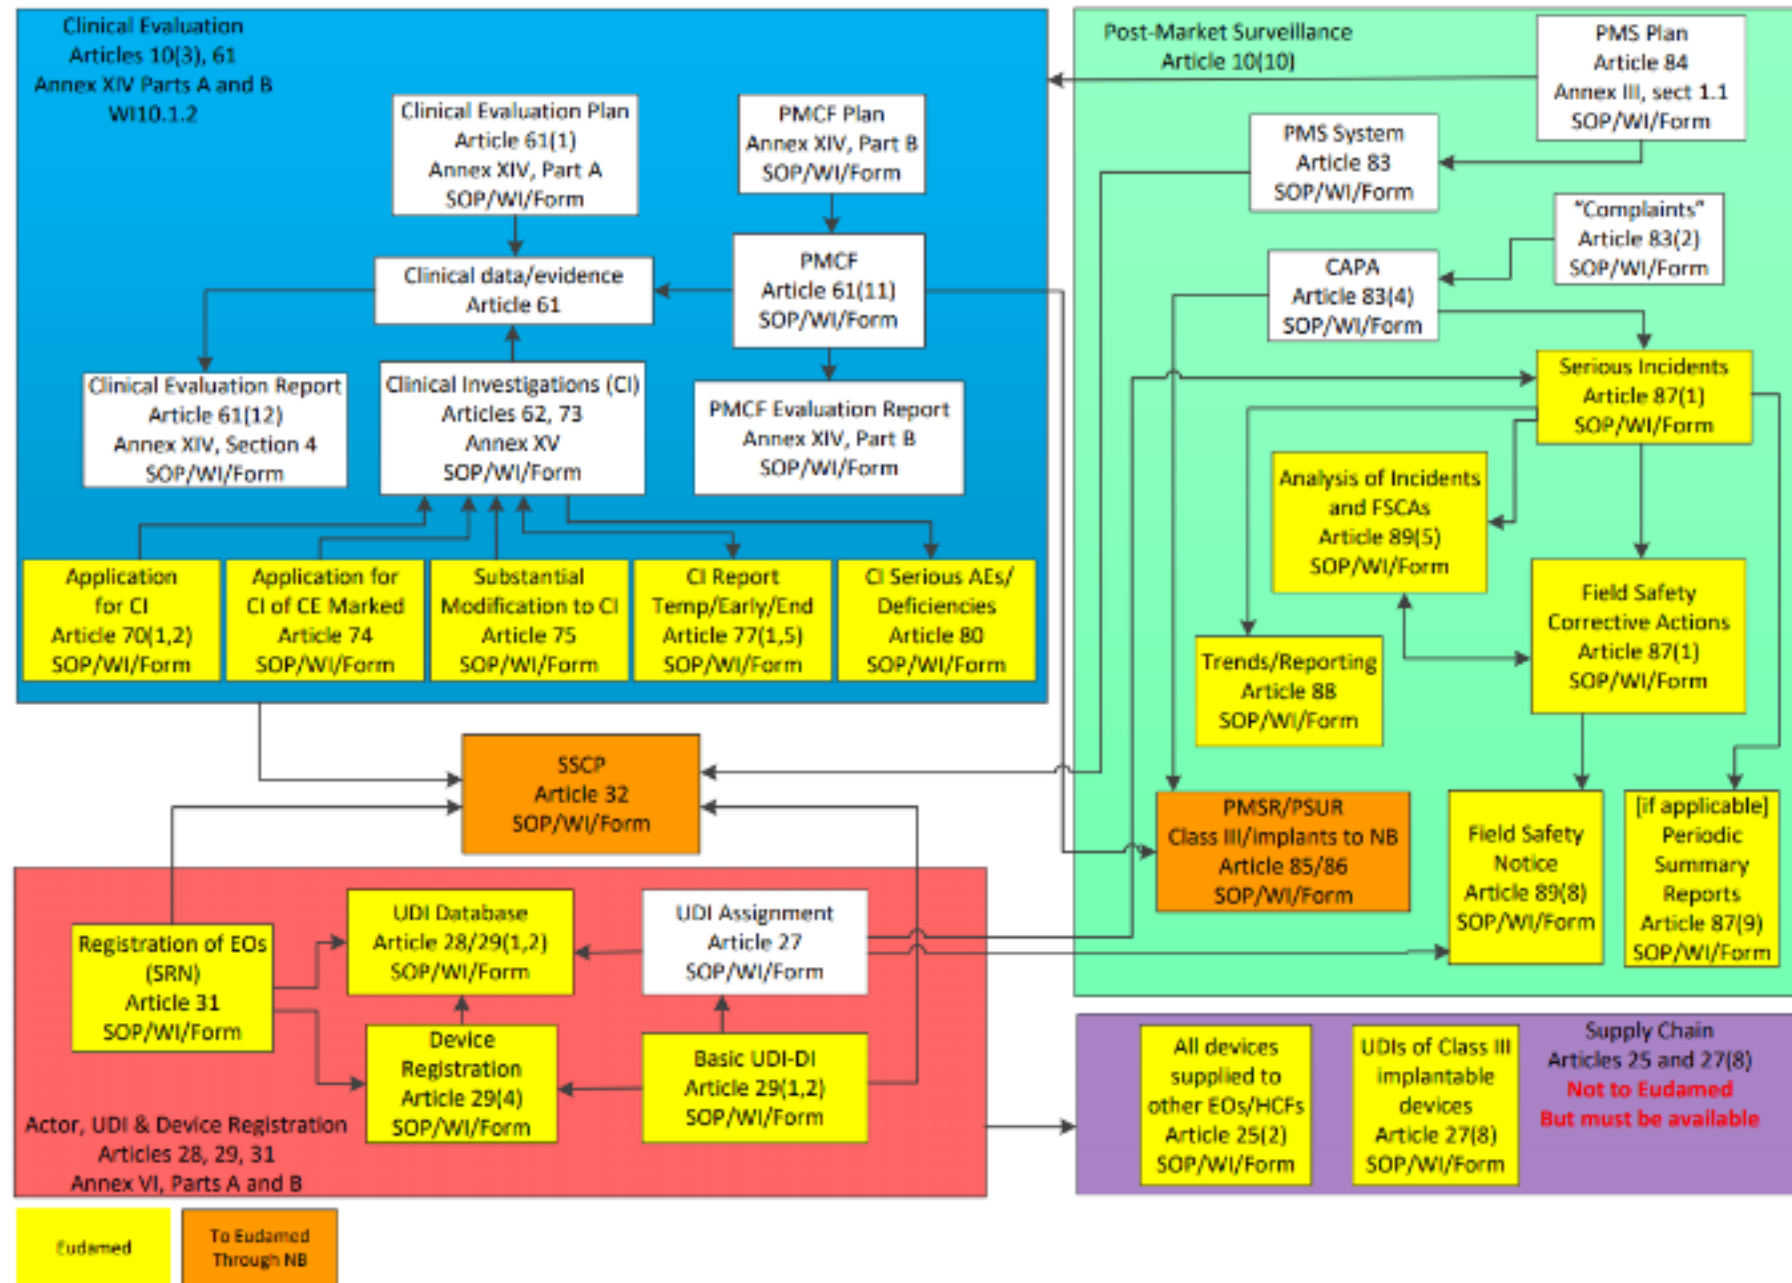 Clinical Evaluation
Articles 10(3), 61
Annex XIV Parts A and B
WI10.1.2
Clinical Evaluation Plan
Article 61(1)
Annex XIV, Part A
SOP/WI/Form
PMCF Plan
Annex XIV, Part B
SOP/WI/Form
Clinical data/evidence
Article 61
PMCF
Article 61(11)
SOP/WI/Form
Clinical Evaluation Report
Article 61(12)
Annex XIV, Section 4
SOP/WI/Form
Clinical Investigations (CI)
Articles 62, 73
Annex XV
SOP/WI/Form
PMCF Evaluation Report
Annex XIV, Part B
SOP/WI/Form
Application
for CI
Article 70(1,2)
SOP/WI/Form
Application for
CI of CE Marked
Article 74
SOP/WI/Form
Substantial
Modification to CI
Article 75
SOP/WI/Form
CI Report
Temp/Early/End
Article 77(1,5)
SOP/WI/Form
CI Serious AEs/
Deficiencies
Article 80
SOP/WI/Form
Post-Market Surveillance
Article 10(10)
PMS Plan
Article 84
Annex III, sect 1.1
SOP/WI/Form
PMS System
Article 83
SOP/WI/Form
"Complaints"
Article 83(2)
SOP/WI/Form
CAPA
Article 83(4)
SOP/WI/Form
Serious Incidents
Article 87(1)
SOP/WI/Form
Analysis of Incidents
and FSCAs
Article 89(5)
SOP/WI/Form
Field Safety
Corrective Actions
Article 87(1)
SOP/WI/Form
Trends/Reporting
Article 88
SOP/WI/Form
PMSR/PSUR
Class III/implants to NB
Article 85/86
SOP/WI/Form
Field Safety
Notice
Article 89(8)
SOP/WI/Form
[if applicable]
Periodic
Summary
Reports
Article 87(9)
SOP/WI/Form
SSCP
Article 32
SOP/WI/Form
Registration of EOs
(SRN)
Article 31
SOP/WI/Form
UDI Database
Article 28/29(1,2)
SOP/WI/Form
UDI Assignment
Article 27
SOP/WI/Form
Device
Registration
Article 29(4)
SOP/WI/Form
Basic UDI-DI
Article 29(1,2)
SOP/WI/Form
Actor, UDI & Device Registration
Articles 28, 29, 31
Annex VI, Parts A and B
All devices
supplied to
other EOs/HCFs
Article 25(2)
SOP/WI/Form
UDIs of Class III
implantable
devices
Article 27(8)
SOP/WI/Form
Supply Chain
Articles 25 and 27(8)
Not to Eudamed
But must be available
Eudamed
To Eudamed
Through NB